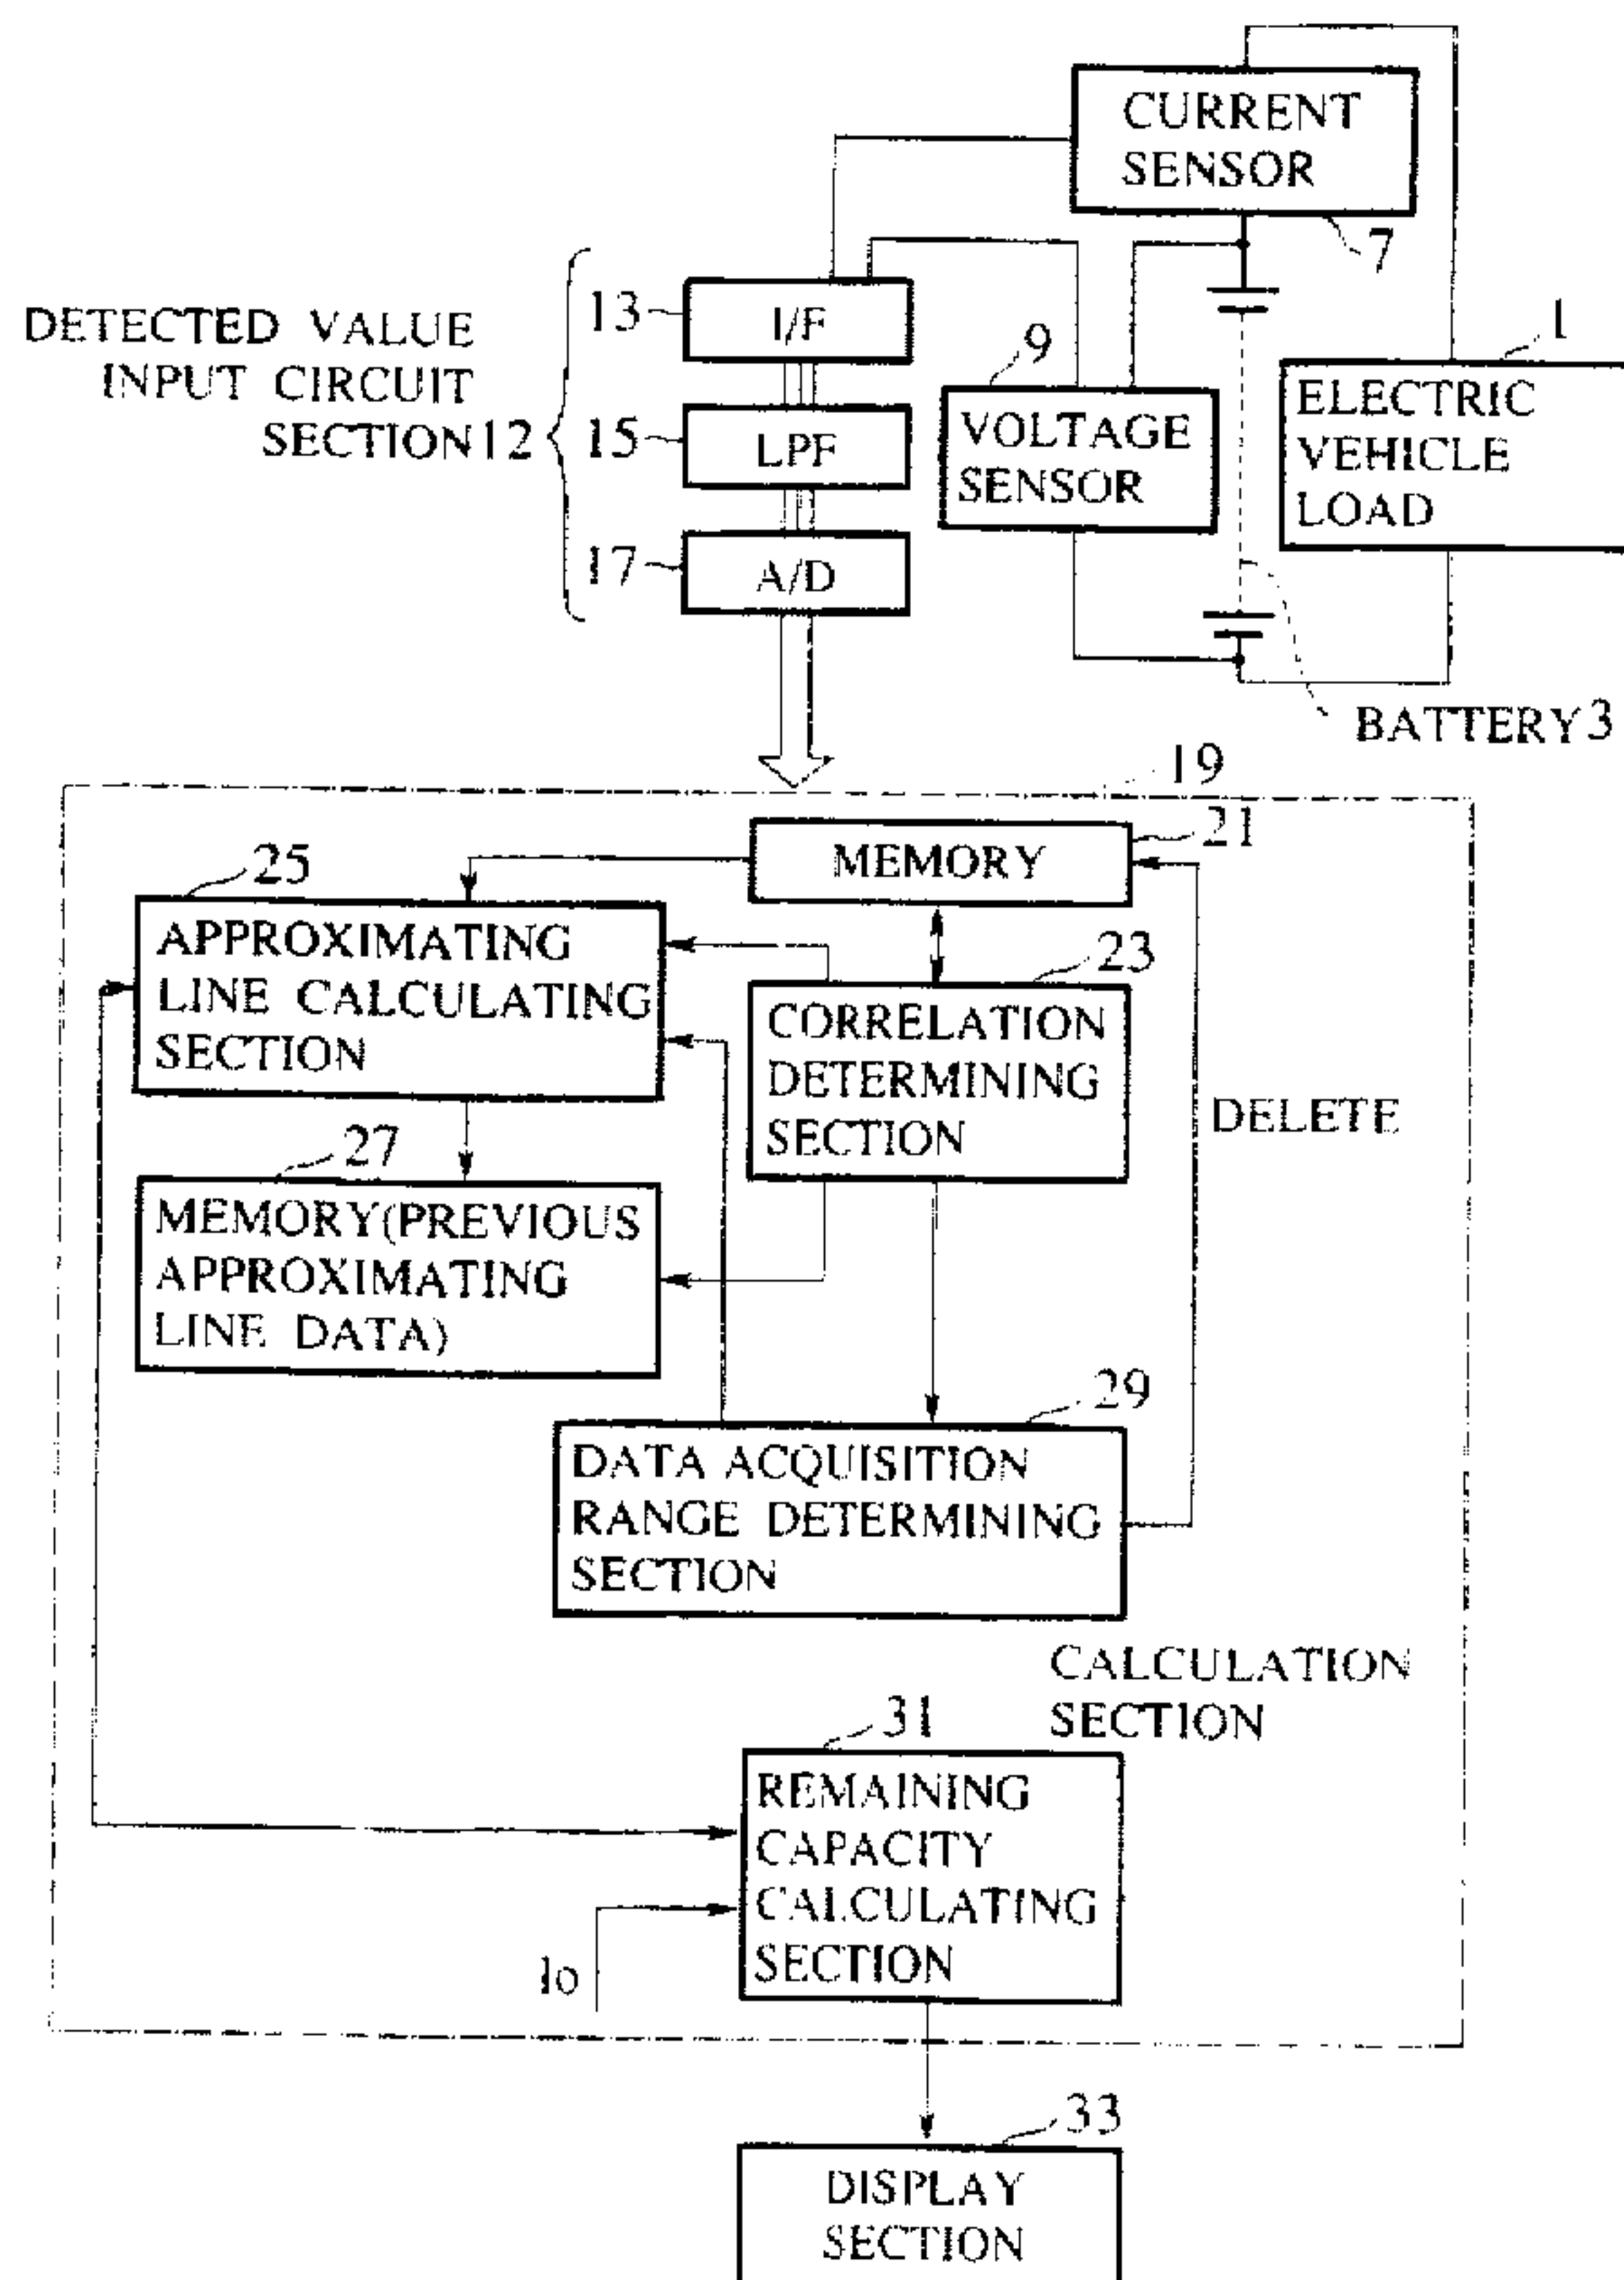 CURRENT
SENSOR
7
DETECTED VALUE
INPUT CIRCUIT
SECTION12
13
I/F
15
LPF
17
A/D
9
VOLTAGE
SENSOR
1
ELECTRIC
VEHICLE
LOAD
BATTERY3
19
21
MEMORY
25
APPROXIMATING
LINE CALCULATING
SECTION
23
CORRELATION
DETERMINING
SECTION
DELETE
27
MEMORY(PREVIOUS
APPROXIMATING
LINE DATA)
29
DATA ACQUISITION
RANGE DETERMINING
SECTION
CALCULATION
SECTION
31
REMAINING
CAPACITY
CALCULATING
SECTION
Io
33
DISPLAY
SECTION